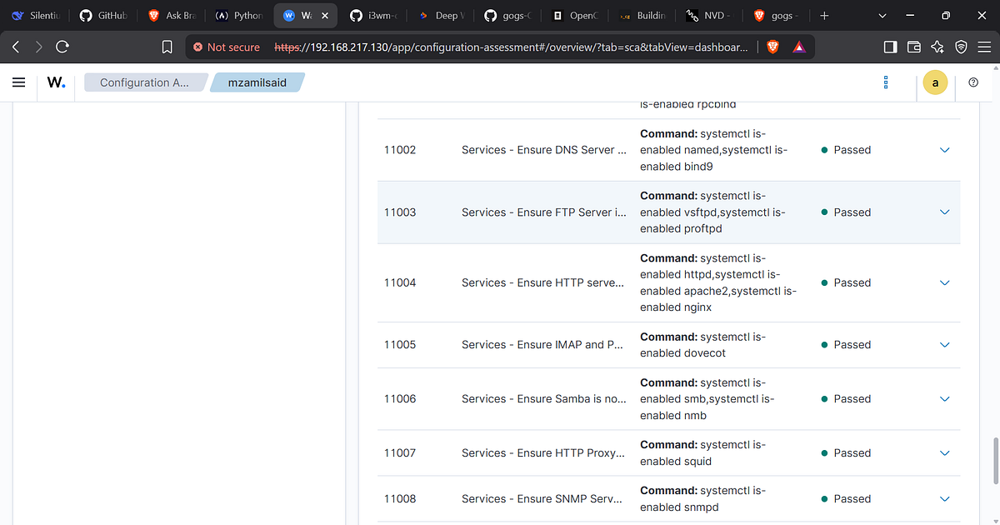 Silentiu
GitHub
Ask Bra
Python
Wa
i3wm-c
Deep W
gogs-C
OpenC
Buildin
NVD -
gogs -
Not secure
https://192.168.217.130/app/configuration-assessment#/overview/?tab=sca&tabView=dashboar...
W.
Configuration A...
mzamilsaid
a
is-enabled rpcbind
11002
Services - Ensure DNS Server ...
Command: systemctl is-
enabled named,systemctl is-
enabled bind9
Passed
11003
Services - Ensure FTP Server i...
Command: systemctl is-
enabled vsftpd,systemctl is-
enabled proftpd
Passed
11004
Services - Ensure HTTP serve...
Command: systemctl is-
enabled httpd,systemctl is-
enabled apache2,systemctl is-
enabled nginx
Passed
11005
Services - Ensure IMAP and P...
Command: systemctl is-
enabled dovecot
Passed
11006
Services - Ensure Samba is no...
Command: systemctl is-
enabled smb,systemctl is-
enabled nmb
Passed
11007
Services - Ensure HTTP Proxy...
Command: systemctl is-
enabled squid
Passed
11008
Services - Ensure SNMP Serv...
Command: systemctl is-
enabled snmpd
Passed